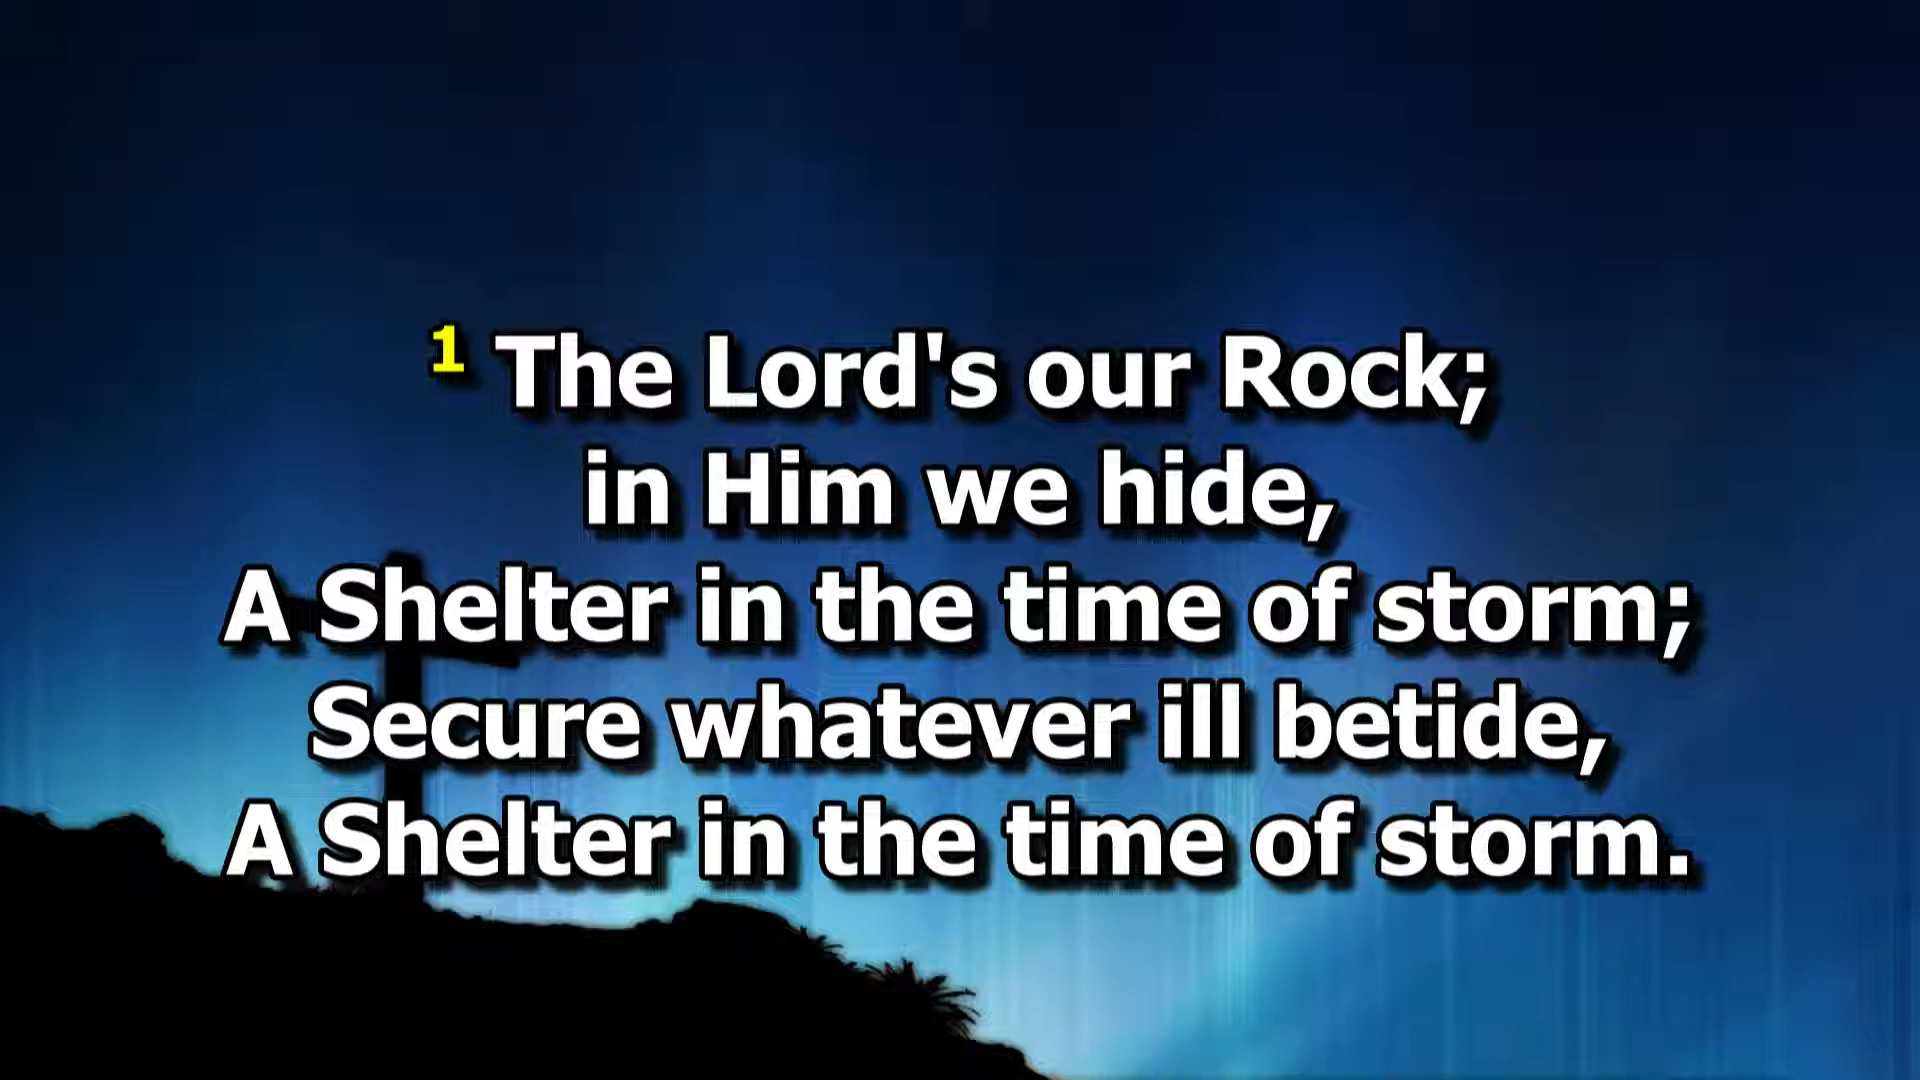 1 The Lord's our Rock;
in Him we hide,
A Shelter in the time of storm;
Secure whatever ill betide,
A Shelter in the time of storm.